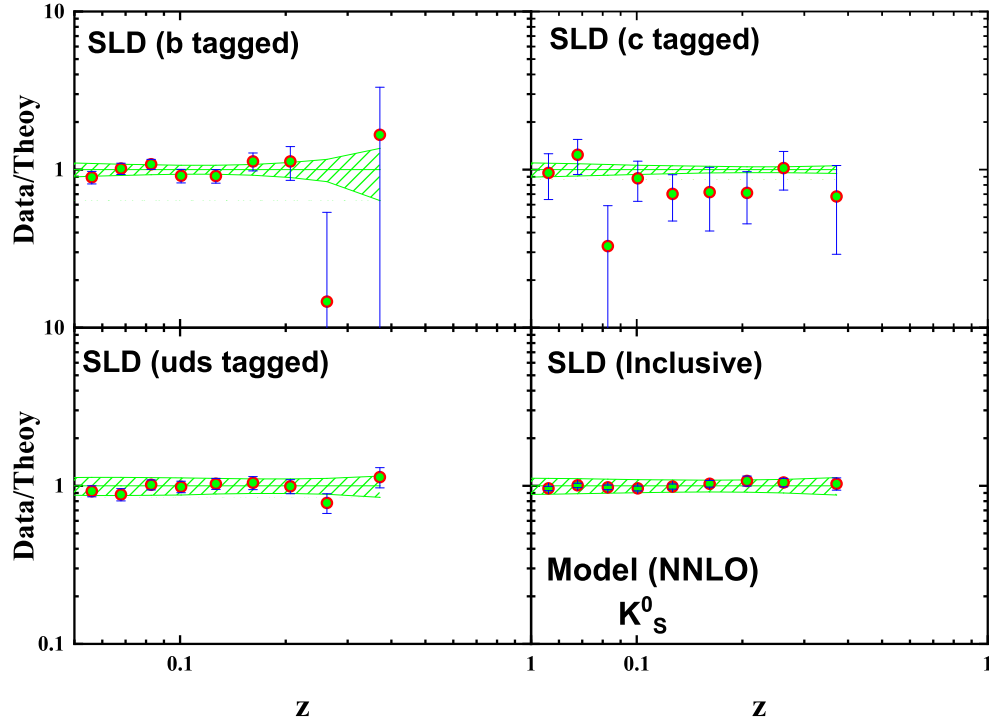 10
SLD (b tagged)
SLD (c tagged)
Data/Theoy
1
10
SLD (uds tagged)
SLD (Inclusive)
Data/Theoy
1
Model (NNLO)
K⁰S
0.1
0.1
1
0.1
1
z
z